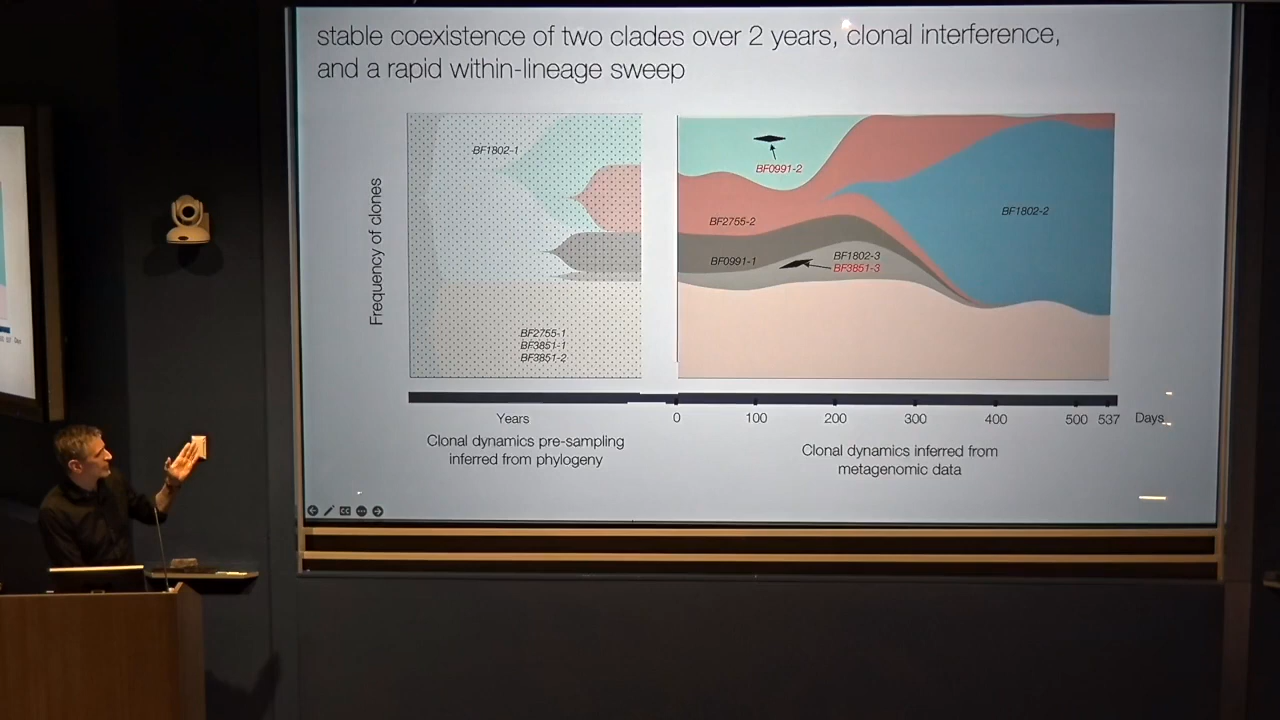 stable coexistence of two clades over 2 years, clonal interference,
and a rapid within-lineage sweep
Frequency of clones
BF1802-1
BF2755-1
BF3851-1
BF3851-2
BF0991-2
BF2755-2
BF0991-1
BF1802-3
BF3851-3
BF1802-2
Years
0 100 200 300 400 500 537 Days
Clonal dynamics pre-sampling
inferred from phylogeny
Clonal dynamics inferred from
metagenomic data